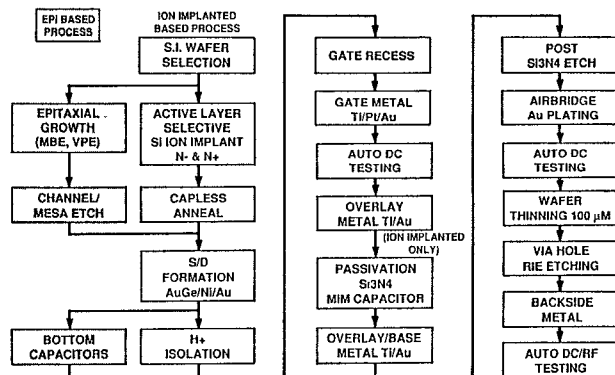 EPI BASED
PROCESS
ION IMPLANTED
BASED PROCESS
S.I. WAFER
SELECTION
EPITAXIAL
GROWTH
(MBE, VPE)
ACTIVE LAYER
SELECTIVE
SI ION IMPLANT
N- & N+
CHANNEL/
MESA ETCH
CAPLESS
ANNEAL
S/D
FORMATION
AuGe/Ni/Au
BOTTOM
CAPACITORS
H+
ISOLATION
GATE RECESS
GATE METAL
Ti/Pt/Au
AUTO DC
TESTING
OVERLAY
METAL Ti/Au
(ION IMPLANTED
ONLY)
PASSIVATION
Si3N4
MIM CAPACITOR
OVERLAY/BASE
METAL Ti/Au
POST
Si3N4 ETCH
AIRBRIDGE
Au PLATING
AUTO DC
TESTING
WAFER
THINNING 100 μM
VIA HOLE
RIE ETCHING
BACKSIDE
METAL
AUTO DC/RF
TESTING